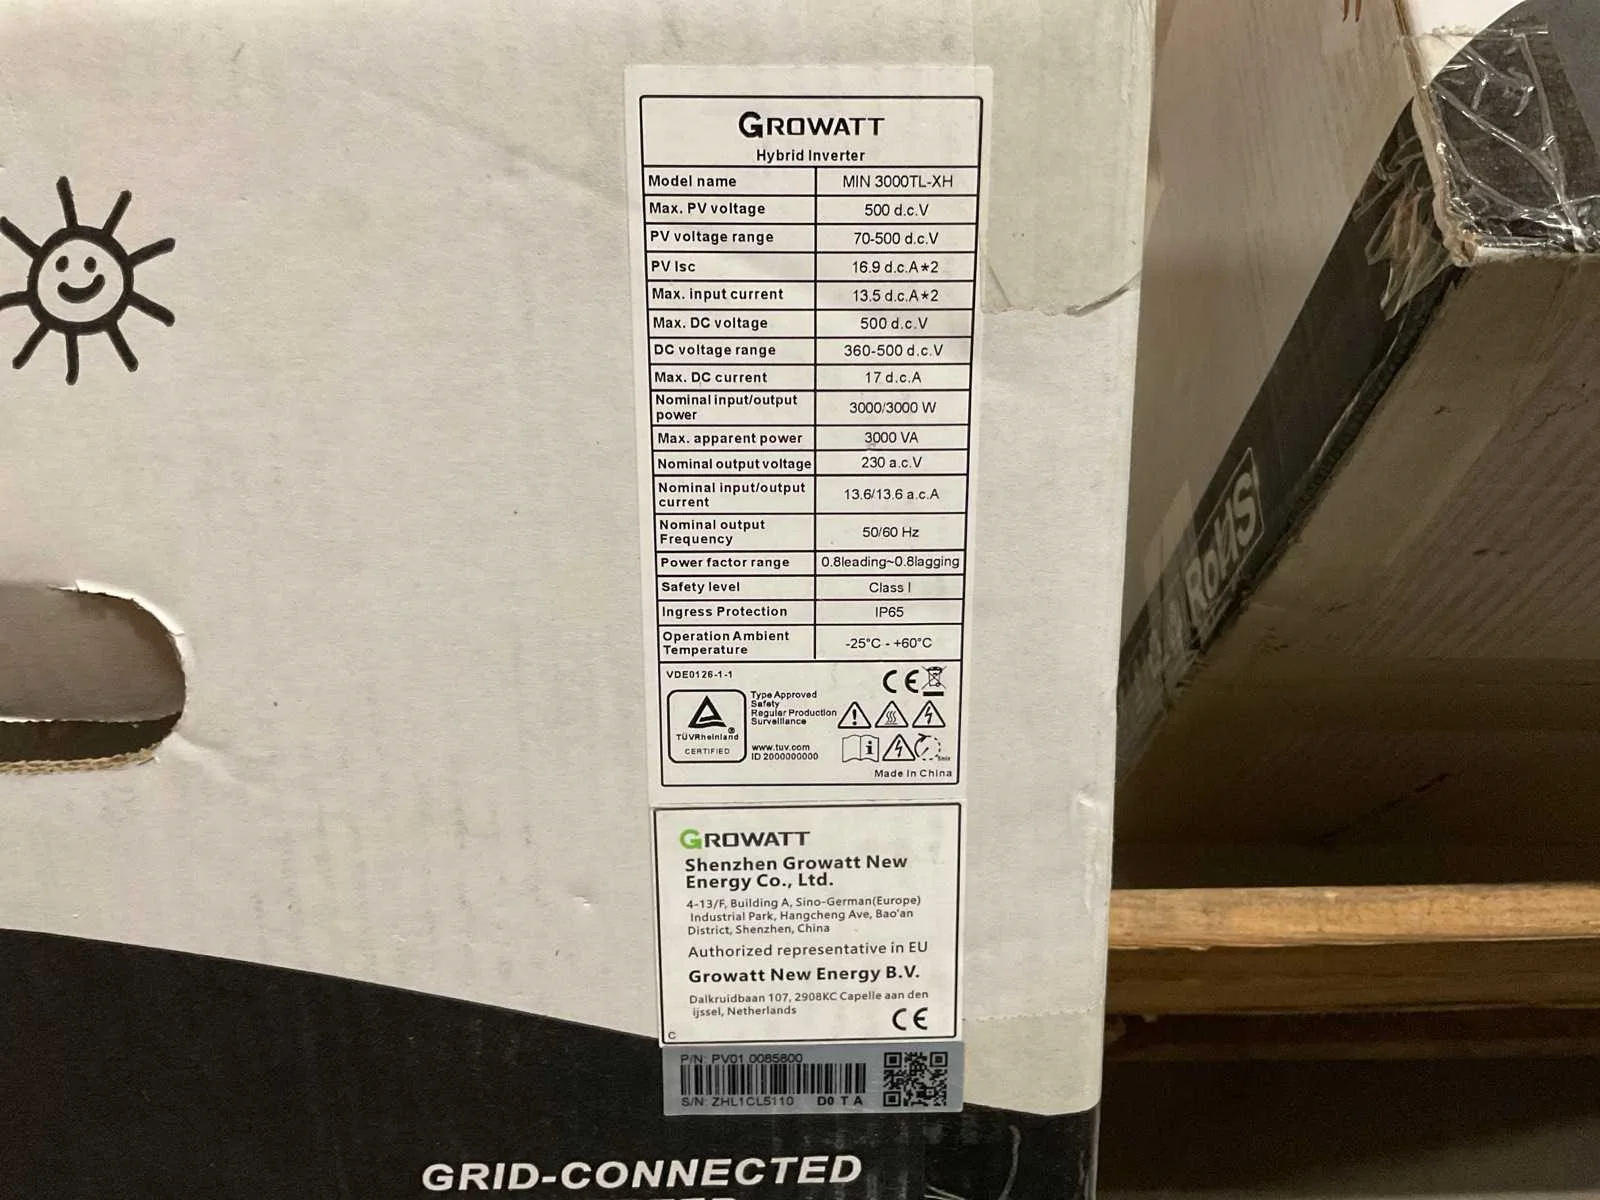 GROWATT
Hybrid Inverter
Model name MIN 3000TL-XH
Max. PV voltage 500 d.c.V
PV voltage range 70-500 d.c.V
PV Isc 16.9 d.c.A*2
Max. input current 13.5 d.c.A*2
Max. DC voltage 500 d.c.V
DC voltage range 360-500 d.c.V
Max. DC current 17 d.c.A
Nominal input/output
power 3000/3000 W
Max. apparent power 3000 VA
Nominal output voltage 230 a.c.V
Nominal input/output
current 13.6/13.6 a.c.A
Nominal output
Frequency 50/60 Hz
Power factor range 0.8leading~0.8lagging
Safety level Class I
Ingress Protection IP65
Operation Ambient
Temperature -25°C - +60°C
VDE0126-1-1
CE
TÜVRheinland
CERTIFIED
Type Approved
Safety
Regular Production
Surveillance
www.tuv.com
ID 2000000000
5min
Made In China
GROWATT
Shenzhen Growatt New
Energy Co., Ltd.
4-13/F, Building A, Sino-German(Europe)
Industrial Park, Hangcheng Ave, Bao'an
District, Shenzhen, China
Authorized representative in EU
Growatt New Energy B.V.
Dalkruidbaan 107, 2908KC Capelle aan den
ijssel, Netherlands
CE
C
P/N: PV01 0085800
S/N: ZHL1CL5110 D0 T A
GRID-CONNECTED
RoHS